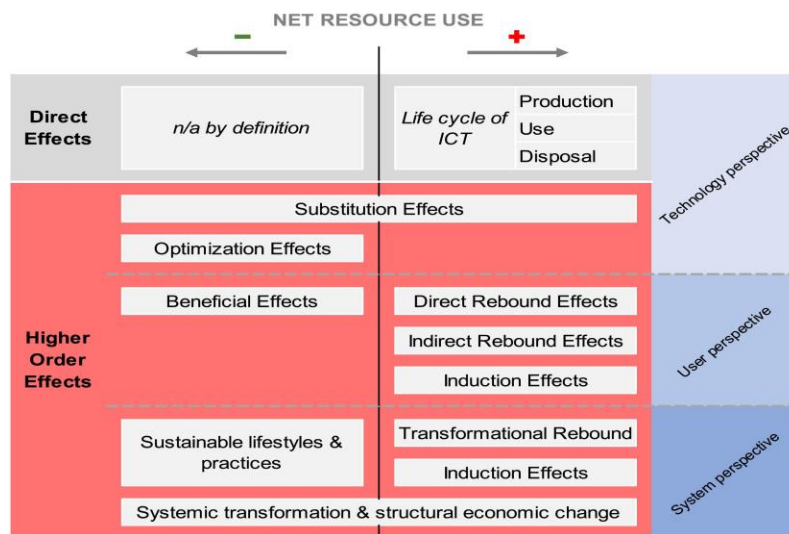 NET RESOURCE USE
− +
Direct
Effects
n/a by definition
Life cycle of
ICT
Production
Use
Disposal
Technology perspective
Substitution Effects
Optimization Effects
Higher
Order
Effects
Beneficial Effects
Direct Rebound Effects
Indirect Rebound Effects
Induction Effects
User perspective
Sustainable lifestyles &
practices
Transformational Rebound
Induction Effects
Systemic transformation & structural economic change
System perspective